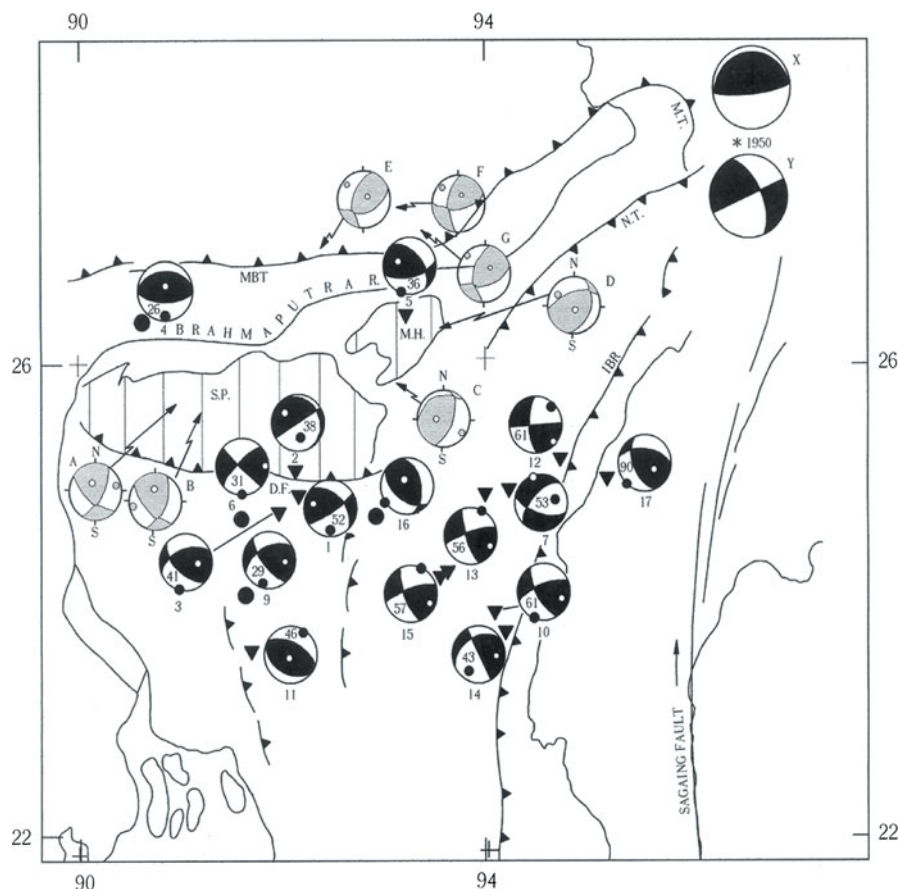 90
94
X
M.T.
* 1950
Y
E
F
G
N.T.
N
D
S
MBT
36
5
26
4
BRAHMAPUTRA R.
M.H.
26
26
IBR
S.P.
N
C
S
38
2
61
12
A
N
S
B
S
31
6
D.F.
52
1
16
53
7
90
17
56
13
41
3
29
9
57
15
61
10
46
11
43
14
SAGAING FAULT
22
22
90
94